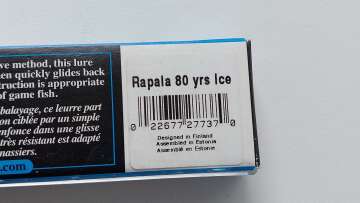 ve method, this lure
en quickly glides back
struction is appropriate
of game fish.
balayage, ce leurre part
on ciblée par un simple
enfonce dans une glisse
très résistant est adapté
nassiers.
.com
Rapala 80 yrs Ice
0 22677 27737 0
Designed in Finland
Assembled in Estonia
Assemblé en Estonie